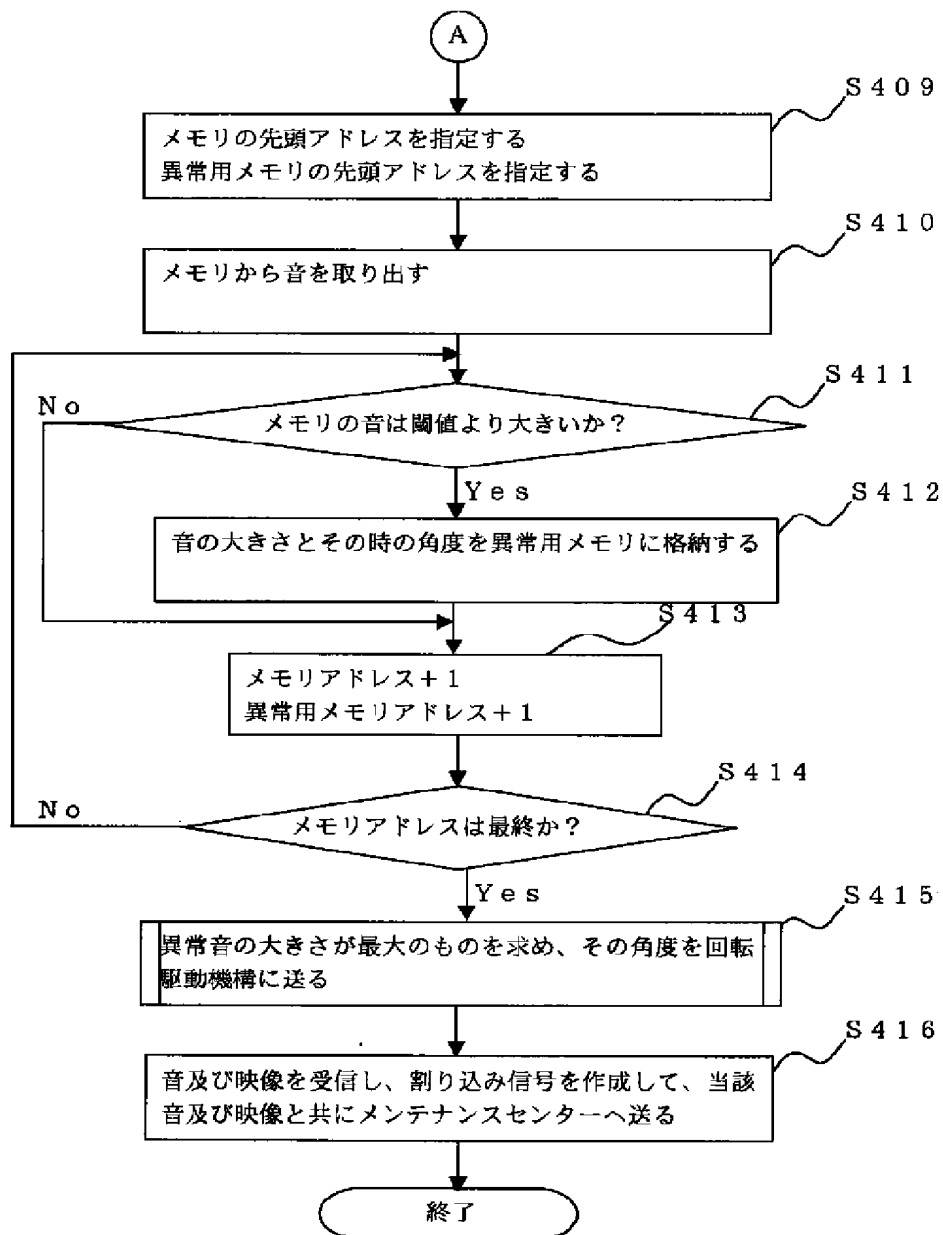 A
S409
メモリの先頭アドレスを指定する
異常用メモリの先頭アドレスを指定する
S410
メモリから音を取り出す
S411
No
メモリの音は閾値より大きいか？
Yes
S412
音の大きさとその時の角度を異常用メモリに格納する
S413
メモリアドレス＋1
異常用メモリアドレス＋1
S414
No
メモリアドレスは最終か？
Yes
S415
異常音の大きさが最大のものを求め、その角度を回転
駆動機構に送る
S416
音及び映像を受信し、割り込み信号を作成して、当該
音及び映像と共にメンテナンスセンターへ送る
終了